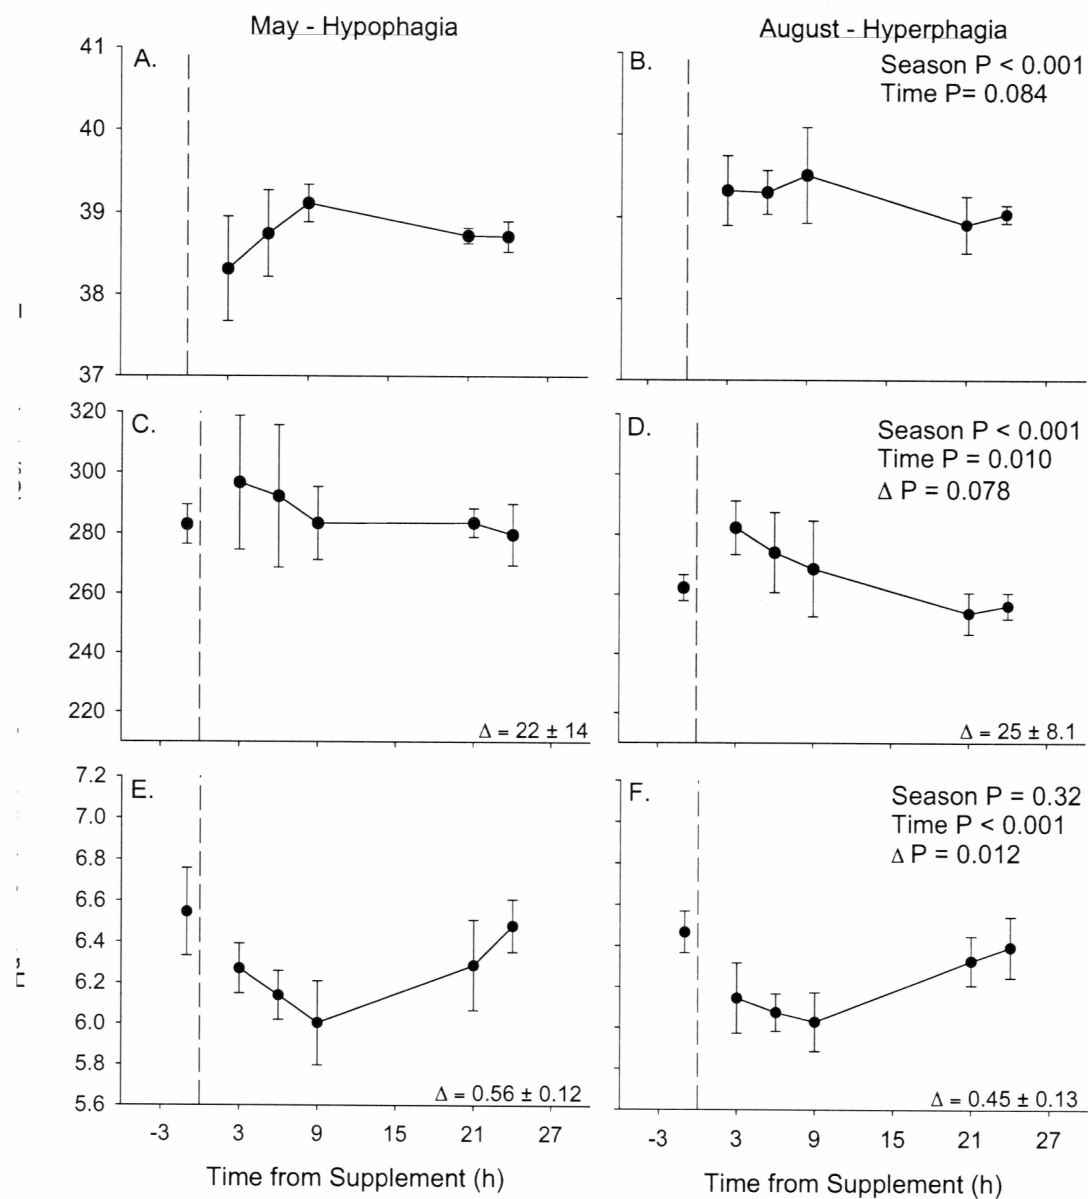 May - Hypophagia
August - Hyperphagia
41
40
39
38
37
A.
B.
Season P < 0.001
Time P= 0.084
320
300
280
260
240
220
C.
Δ = 22 ± 14
D.
Season P < 0.001
Time P = 0.010
Δ P = 0.078
Δ = 25 ± 8.1
7.2
7.0
6.8
6.6
6.4
6.2
6.0
5.8
5.6
E.
Δ = 0.56 ± 0.12
F.
Season P = 0.32
Time P < 0.001
Δ P = 0.012
Δ = 0.45 ± 0.13
-3 3 9 15 21 27
-3 3 9 15 21 27
Time from Supplement (h)
Time from Supplement (h)